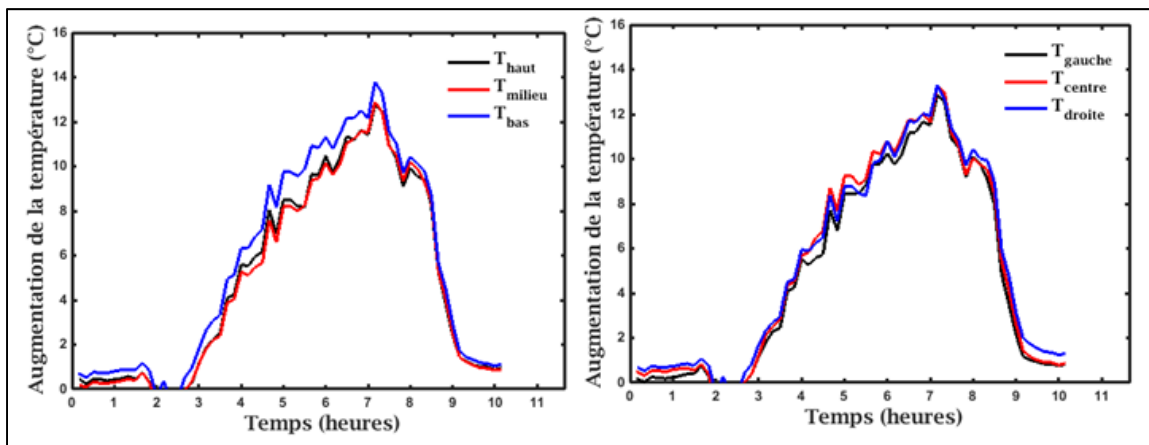 Augmentation de la température (°C)
16
14
12
10
8
6
4
2
0
T haut
T milieu
T bas
0 1 2 3 4 5 6 7 8 9 10 11
Temps (heures)
Augmentation de la température (°C)
16
14
12
10
8
6
4
2
0
T gauche
T centre
T droite
0 1 2 3 4 5 6 7 8 9 10 11
Temps (heures)